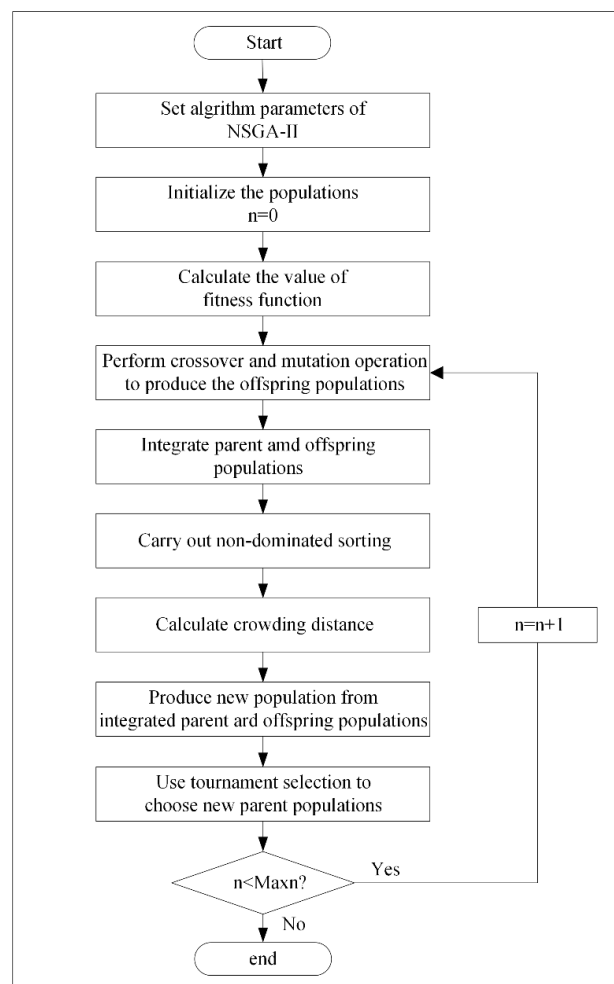 Start
Set algrithm parameters of
NSGA-II
Initialize the populations
n=0
Calculate the value of
fitness function
Perform crossover and mutation operation
to produce the offspring populations
Integrate parent amd offspring
populations
Carry out non-dominated sorting
Calculate crowding distance
n=n+1
Produce new population from
integrated parent and offspring populations
Use tournament selection to
choose new parent populations
n<Maxn?
Yes
No
end